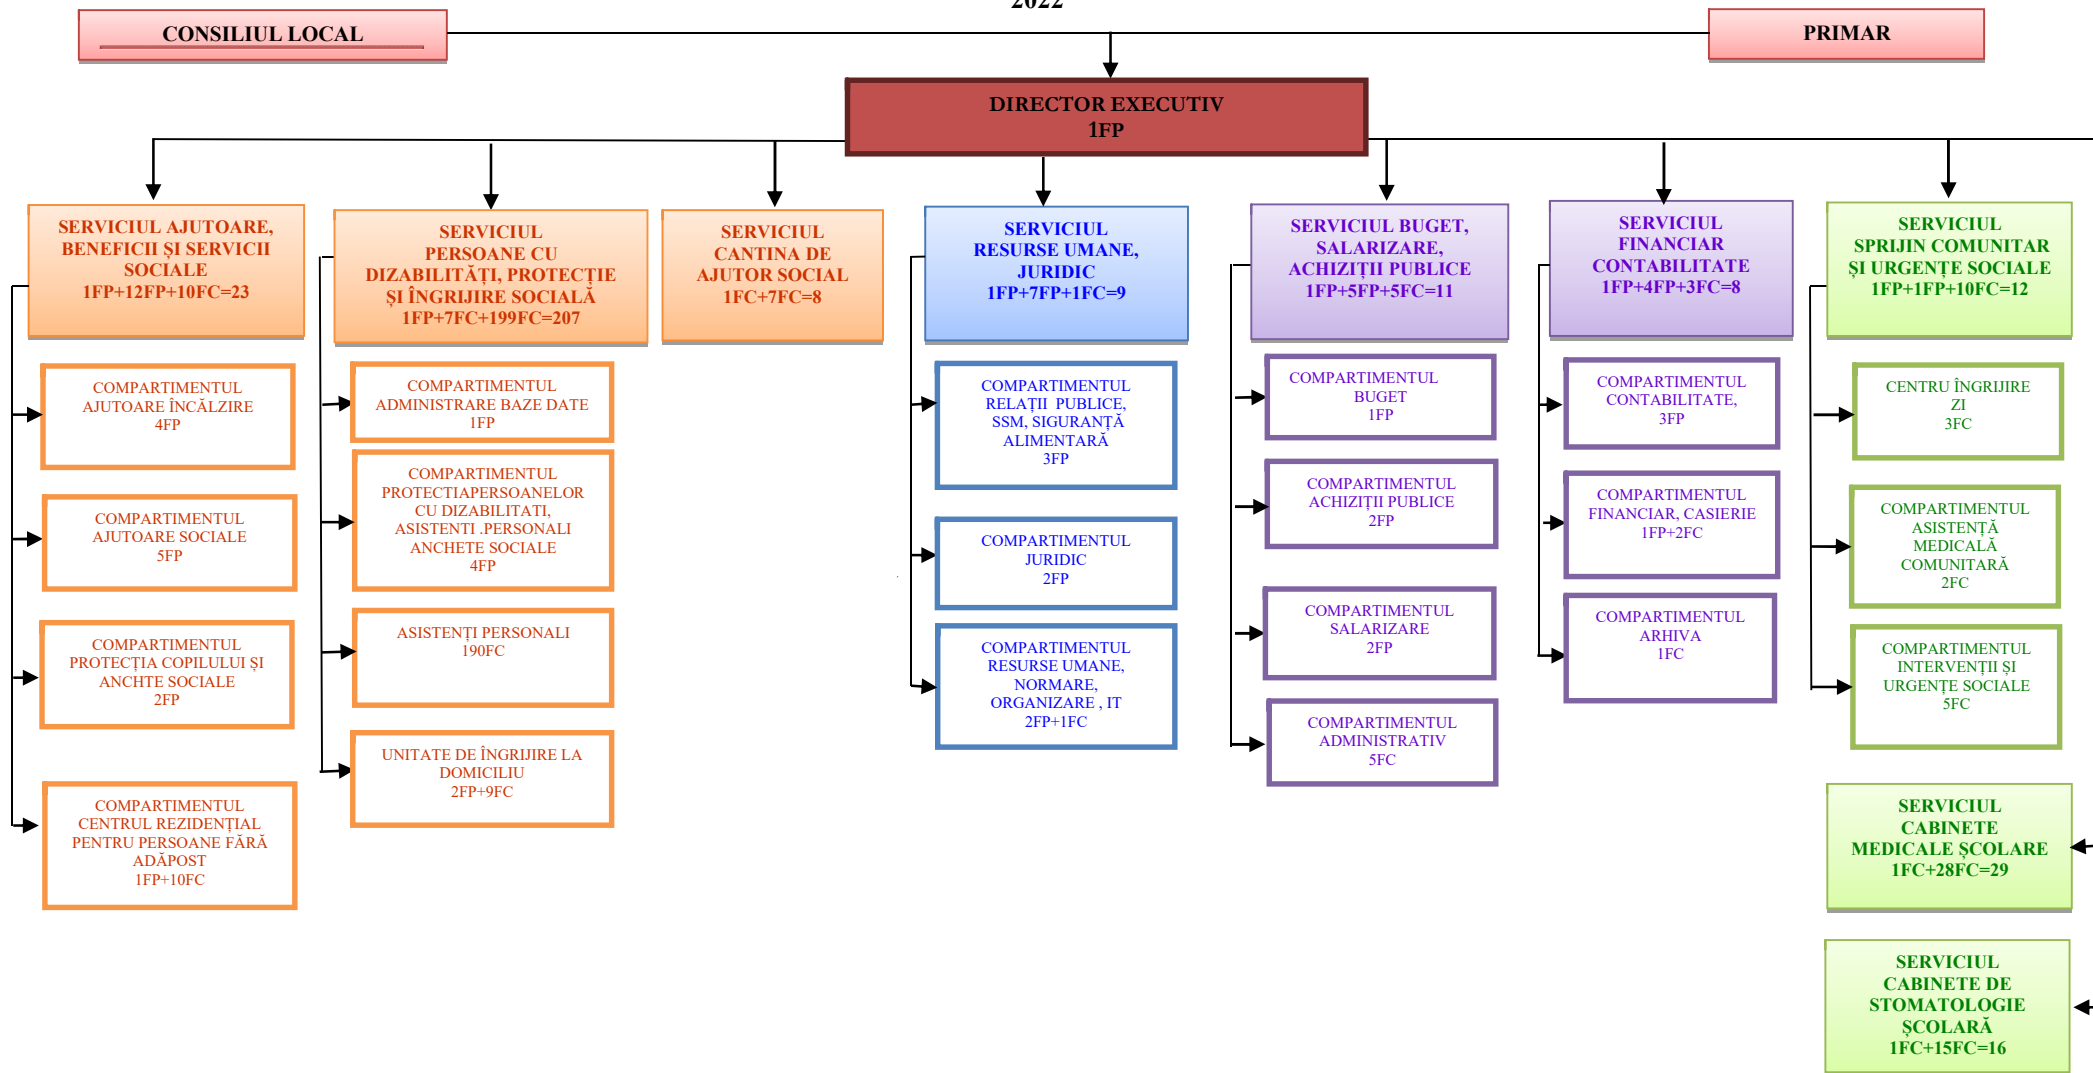 2022
CONSILIUL LOCAL
PRIMAR
DIRECTOR EXECUTIV
1FP
SERVICIUL AJUTOARE,
BENEFICII ȘI SERVICII
SOCIALE
1FP+12FP+10FC=23
COMPARTIMENTUL
AJUTOARE ÎNCĂLZIRE
4FP
COMPARTIMENTUL
AJUTOARE SOCIALE
5FP
COMPARTIMENTUL
PROTECȚIA COPILULUI ȘI
ANCHTE SOCIALE
2FP
COMPARTIMENTUL
CENTRUL REZIDENȚIAL
PENTRU PERSOANE FĂRĂ
ADĂPOST
1FP+10FC
SERVICIUL
PERSOANE CU
DIZABILITĂȚI, PROTECȚIE
ȘI ÎNGRIJIRE SOCIALĂ
1FP+7FC+199FC=207
COMPARTIMENTUL
ADMINISTRARE BAZE DATE
1FP
COMPARTIMENTUL
PROTECTIAPERSOANELOR
CU DIZABILITATI,
ASISTENTI .PERSONALI
ANCHETE SOCIALE
4FP
ASISTENȚI PERSONALI
190FC
UNITATE DE ÎNGRIJIRE LA
DOMICILIU
2FP+9FC
SERVICIUL
CANTINA DE
AJUTOR SOCIAL
1FC+7FC=8
SERVICIUL
RESURSE UMANE,
JURIDIC
1FP+7FP+1FC=9
COMPARTIMENTUL
RELAȚII PUBLICE,
SSM, SIGURANȚĂ
ALIMENTARĂ
3FP
COMPARTIMENTUL
JURIDIC
2FP
COMPARTIMENTUL
RESURSE UMANE,
NORMARE,
ORGANIZARE , IT
2FP+1FC
SERVICIUL BUGET,
SALARIZARE,
ACHIZIȚII PUBLICE
1FP+5FP+5FC=11
COMPARTIMENTUL
BUGET
1FP
COMPARTIMENTUL
ACHIZIȚII PUBLICE
2FP
COMPARTIMENTUL
SALARIZARE
2FP
COMPARTIMENTUL
ADMINISTRATIV
5FC
SERVICIUL
FINANCIAR
CONTABILITATE
1FP+4FP+3FC=8
COMPARTIMENTUL
CONTABILITATE,
3FP
COMPARTIMENTUL
FINANCIAR, CASIERIE
1FP+2FC
COMPARTIMENTUL
ARHIVA
1FC
SERVICIUL
SPRIJIN COMUNITAR
ȘI URGENȚE SOCIALE
1FP+1FP+10FC=12
CENTRU ÎNGRIJIRE
ZI
3FC
COMPARTIMENTUL
ASISTENȚĂ
MEDICALĂ
COMUNITARĂ
2FC
COMPARTIMENTUL
INTERVENȚII ȘI
URGENȚE SOCIALE
5FC
SERVICIUL
CABINETE
MEDICALE ȘCOLARE
1FC+28FC=29
SERVICIUL
CABINETE DE
STOMATOLOGIE
ȘCOLARĂ
1FC+15FC=16